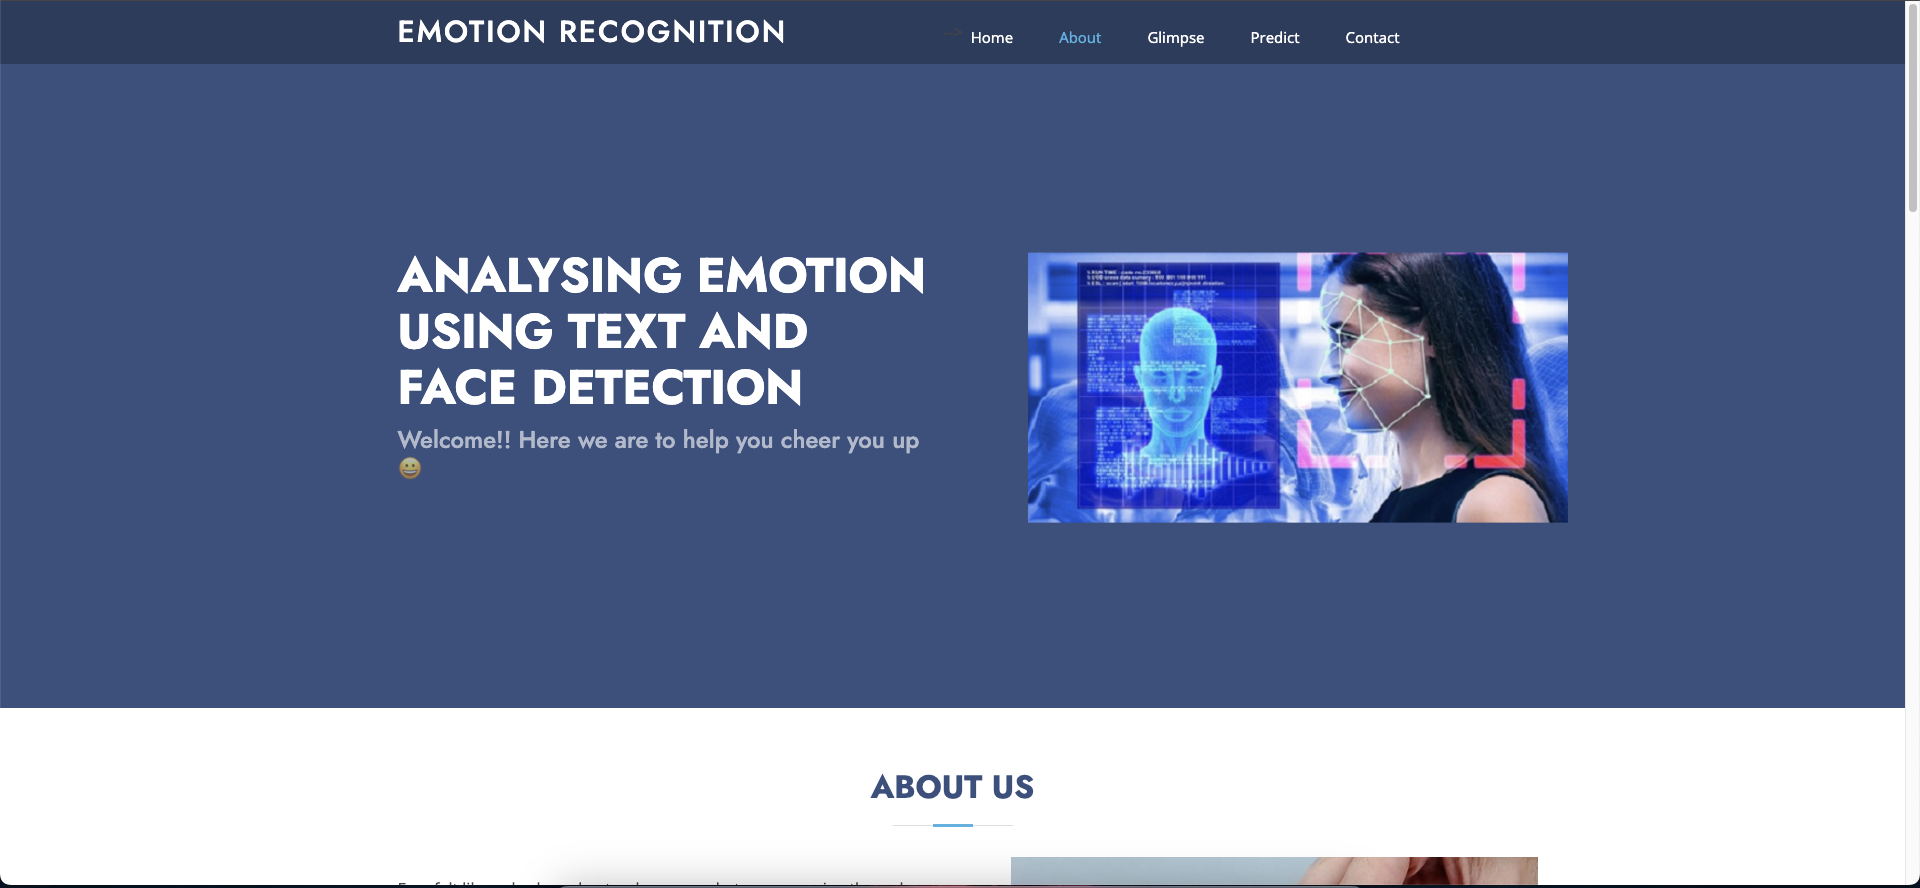 EMOTION RECOGNITION
-->
Home
About
Glimpse
Predict
Contact
ANALYSING EMOTION
USING TEXT AND
FACE DETECTION
Welcome!! Here we are to help you cheer you up
😀
ABOUT US